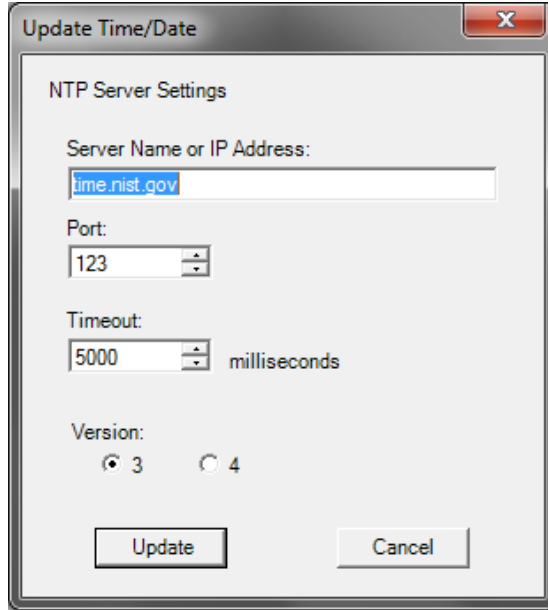 Update Time/Date
NTP Server Settings
Server Name or IP Address:
time.nist.gov
Port:
123
Timeout:
5000 milliseconds
Version:
3 4
Update Cancel